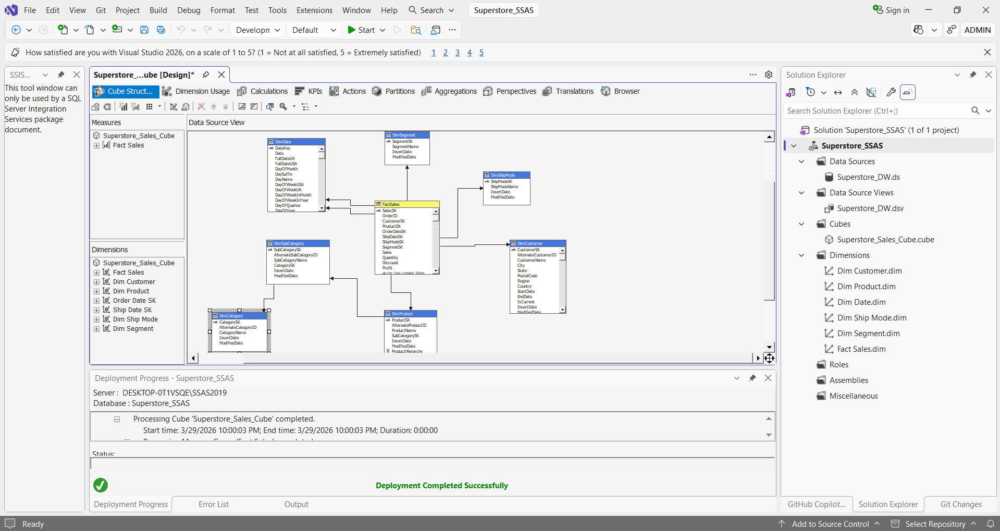 File Edit View Git Project Build Debug Format Test Tools Extensions Window Help Search Superstore_SSAS Sign in
Developn Default Start ADMIN
How satisfied are you with Visual Studio 2026, on a scale of 1 to 5? (1 = Not at all satisfied, 5 = Extremely satisfied) 1 2 3 4 5
SSIS...
This tool window can
only be used by a SQL
Server Integration
Services package
document.
Superstore_...ube [Design]*
Cube Struct... Dimension Usage Calculations KPIs Actions Partitions Aggregations Perspectives Translations Browser
Measures
Superstore_Sales_Cube
Fact Sales
Dimensions
Superstore_Sales_Cube
Fact Sales
Dim Customer
Dim Product
Order Date SK
Ship Date SK
Dim Ship Mode
Dim Segment
Data Source View
DimDate
DateKey
Date
FullDateUK
FullDateUSA
DayOfMonth
DaySuffix
DayName
DayOfWeekUSA
DayOfWeekUK
DayOfWeekInMonth
DayOfWeekInYear
DayOfQuarter
DayOfYear
DimSegment
SegmentSK
SegmentName
InsertDate
ModifiedDate
DimShipMode
ShipModeSK
ShipModeName
InsertDate
ModifiedDate
FactSales
SalesSK
OrderID
CustomerSK
ProductSK
OrderDateSK
ShipDateSK
ShipModeSK
SegmentSK
Sales
Quantity
Discount
Profit
accm_txn_create_time
DimSubCategory
SubCategorySK
AlternateSubCategoryID
SubCategoryName
CategorySK
InsertDate
ModifiedDate
DimCustomer
CustomerSK
AlternateCustomerID
CustomerName
City
State
PostalCode
Region
Country
StartDate
EndDate
IsCurrent
InsertDate
ModifiedDate
DimCategory
CategorySK
AlternateCategoryID
CategoryName
InsertDate
ModifiedDate
DimProduct
ProductSK
AlternateProductID
ProductName
SubCategorySK
InsertDate
ModifiedDate
ProductHierarchy
Deployment Progress - Superstore_SSAS
Server : DESKTOP-0T1VSQE\SSAS2019
Database : Superstore_SSAS
Processing Cube 'Superstore_Sales_Cube' completed.
Start time: 3/29/2026 10:00:03 PM; End time: 3/29/2026 10:00:03 PM; Duration: 0:00:00
Status:
Deployment Completed Successfully
Deployment Progress Error List Output
Solution Explorer
Search Solution Explorer (Ctrl+;)
Solution 'Superstore_SSAS' (1 of 1 project)
Superstore_SSAS
Data Sources
Superstore_DW.ds
Data Source Views
Superstore_DW.dsv
Cubes
Superstore_Sales_Cube.cube
Dimensions
Dim Customer.dim
Dim Product.dim
Dim Date.dim
Dim Ship Mode.dim
Dim Segment.dim
Fact Sales.dim
Roles
Assemblies
Miscellaneous
GitHub Copilot... Solution Explorer Git Changes
Ready Add to Source Control Select Repository